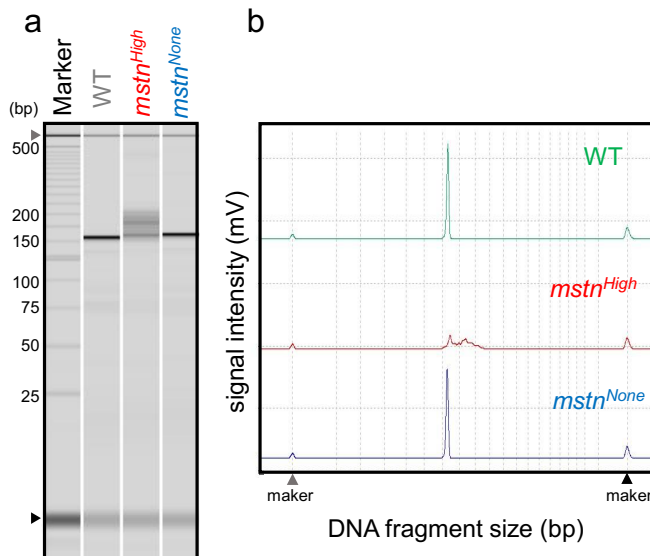 a
b
Marker
WT
mstnHigh
mstnNone
(bp)
500
200
150
100
75
50
25
signal intensity (mV)
WT
mstnHigh
mstnNone
maker
maker
DNA fragment size (bp)